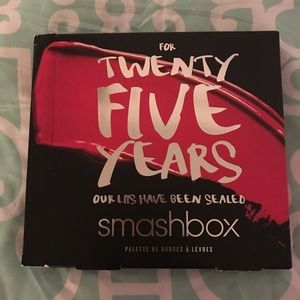 FOR
TWENTY
FIVE
YEARS
OUR LIPS HAVE BEEN SEALED
smashbox
PALETTE DE ROUGES À LÈVRES